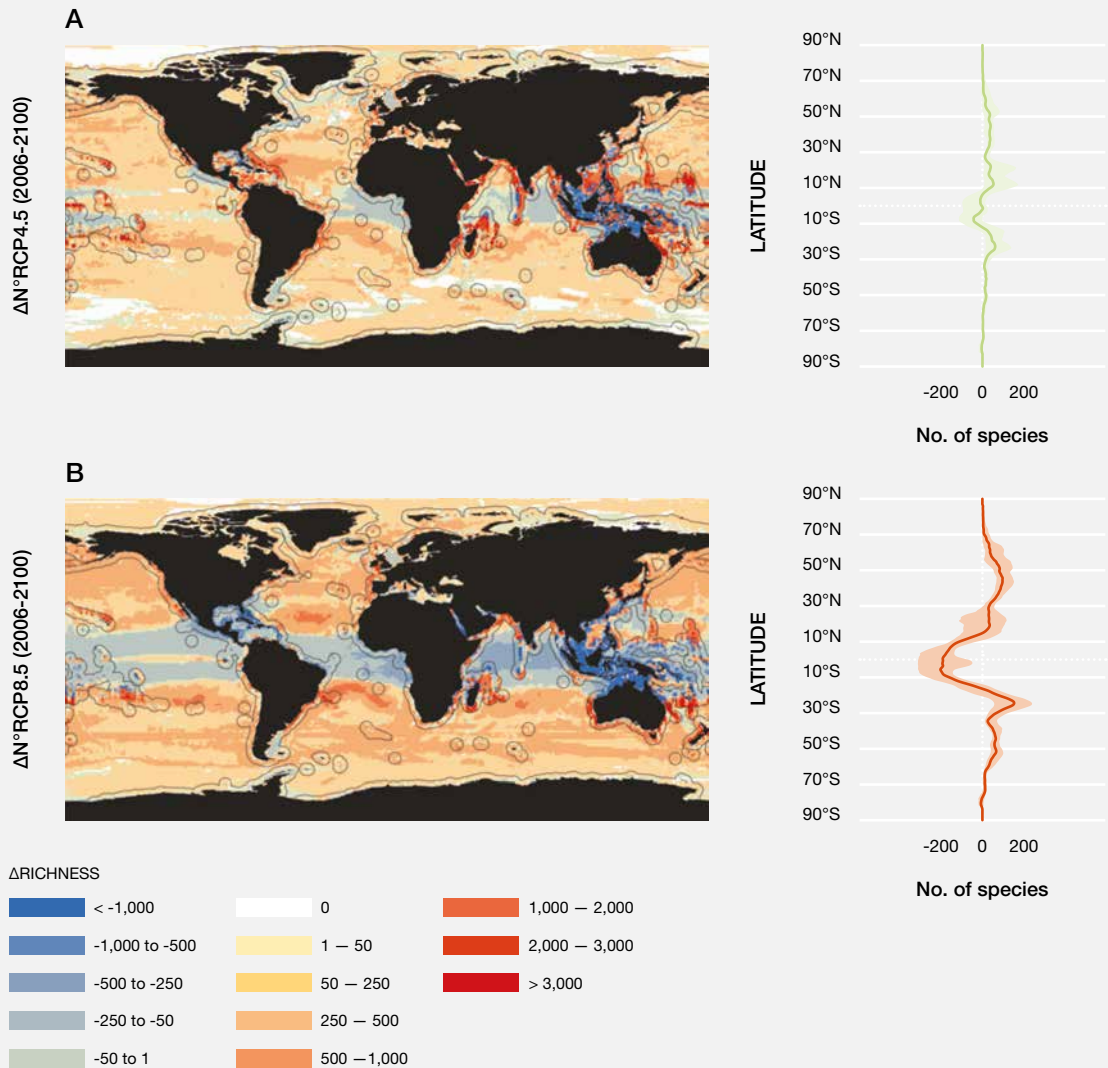 A
ΔN°RCP4.5 (2006-2100)
LATITUDE
90°N
70°N
50°N
30°N
10°N
10°S
30°S
50°S
70°S
90°S
-200 0 200
No. of species
B
ΔN°RCP8.5 (2006-2100)
LATITUDE
90°N
70°N
50°N
30°N
10°N
10°S
30°S
50°S
70°S
90°S
-200 0 200
No. of species
ΔRICHNESS
< -1,000
-1,000 to -500
-500 to -250
-250 to -50
-50 to 1
0
1 — 50
50 — 250
250 — 500
500 —1,000
1,000 — 2,000
2,000 — 3,000
> 3,000